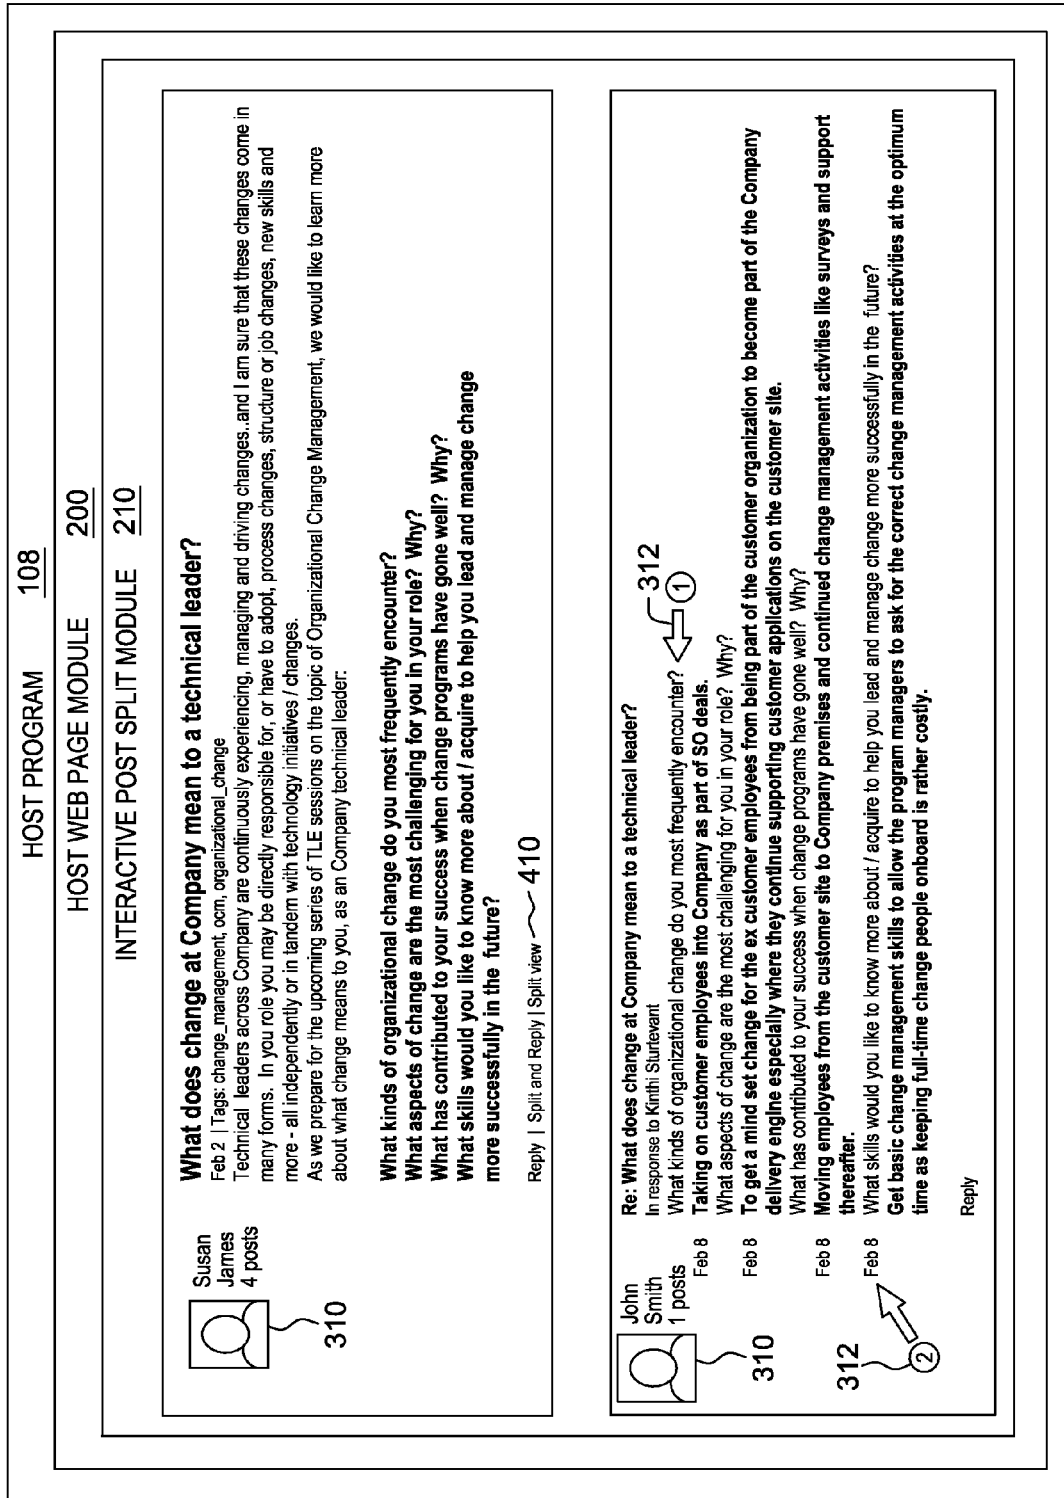 HOST PROGRAM 108
HOST WEB PAGE MODULE 200
INTERACTIVE POST SPLIT MODULE 210
Susan
James
4 posts
310
What does change at Company mean to a technical leader?
Feb 2 | Tags: change_management, ocm, organizational_change
Technical leaders across Company are continuously experiencing, managing and driving changes..and I am sure that these changes come in
many forms. In you role you may be directly responsible for, or have to adopt, process changes, structure or job changes, new skills and
more - all independently or in tandem with technology initiatives / changes.
As we prepare for the upcoming series of TLE sessions on the topic of Organizational Change Management, we would like to learn more
about what change means to you, as an Company technical leader:
What kinds of organizational change do you most frequently encounter?
What aspects of change are the most challenging for you in your role? Why?
What has contributed to your success when change programs have gone well? Why?
What skills would you like to know more about / acquire to help you lead and manage change
more successfully in the future?
Reply | Split and Reply | Split view 410
John
Smith
1 posts
310
Re: What does change at Company mean to a technical leader?
In response to Kinthi Sturtevant
What kinds of organizational change do you most frequently encounter? 1 312
Feb 8 Taking on customer employees into Company as part of SO deals.
What aspects of change are the most challenging for you in your role? Why?
Feb 8 To get a mind set change for the ex customer employees from being part of the customer organization to become part of the Company
delivery engine especially where they continue supporting customer applications on the customer site.
What has contributed to your success when change programs have gone well? Why?
Feb 8 Moving employees from the customer site to Company premises and continued change management activities like surveys and support
thereafter.
312 2
Feb 8 What skills would you like to know more about / acquire to help you lead and manage change more successfully in the future?
Get basic change management skills to allow the program managers to ask for the correct change management activities at the optimum
time as keeping full-time change people onboard is rather costly.
Reply